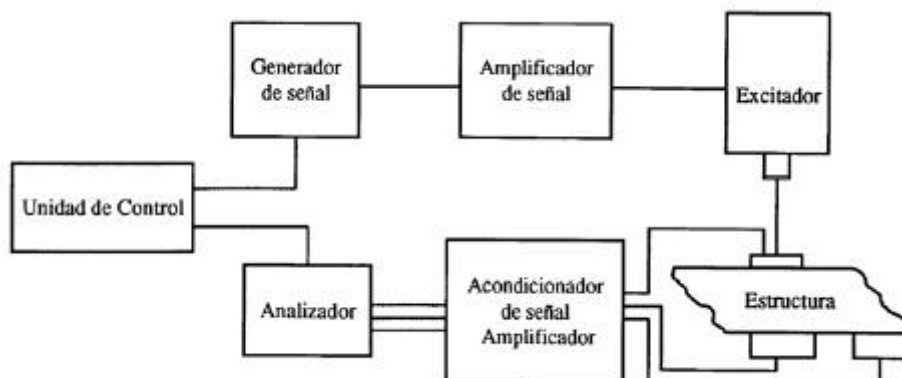 Generador
de señal
Amplificador
de señal
Excitador
Unidad de Control
Analizador
Acondicionador
de señal
Amplificador
Estructura